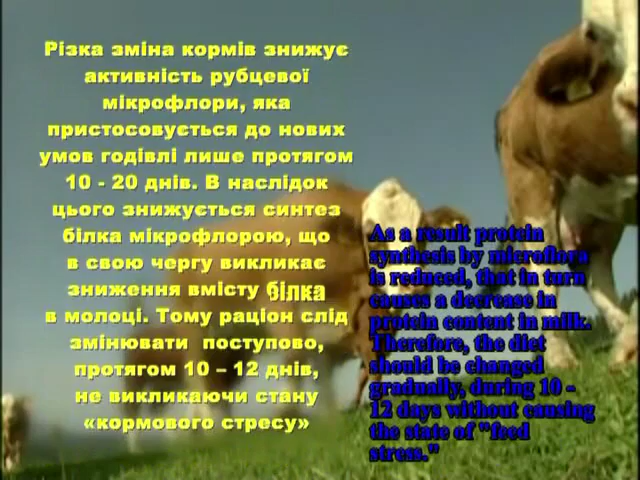 Різка зміна кормів знижує
активність рубцевої
мікрофлори, яка
пристосовується до нових
умов годівлі лише протягом
10 - 20 днів. В наслідок
цього знижується синтез
білка мікрофлорою, що
в свою чергу викликає
зниження вмісту білка
в молоці. Тому раціон слід
змінювати поступово,
протягом 10 – 12 днів,
не викликаючи стану
«кормового стресу»
As a result protein
synthesis by microflora
is reduced, that in turn
causes a decrease in
protein content in milk.
Therefore, the diet
should be changed
gradually, during 10 -
12 days without causing
the state of "feed
stress."